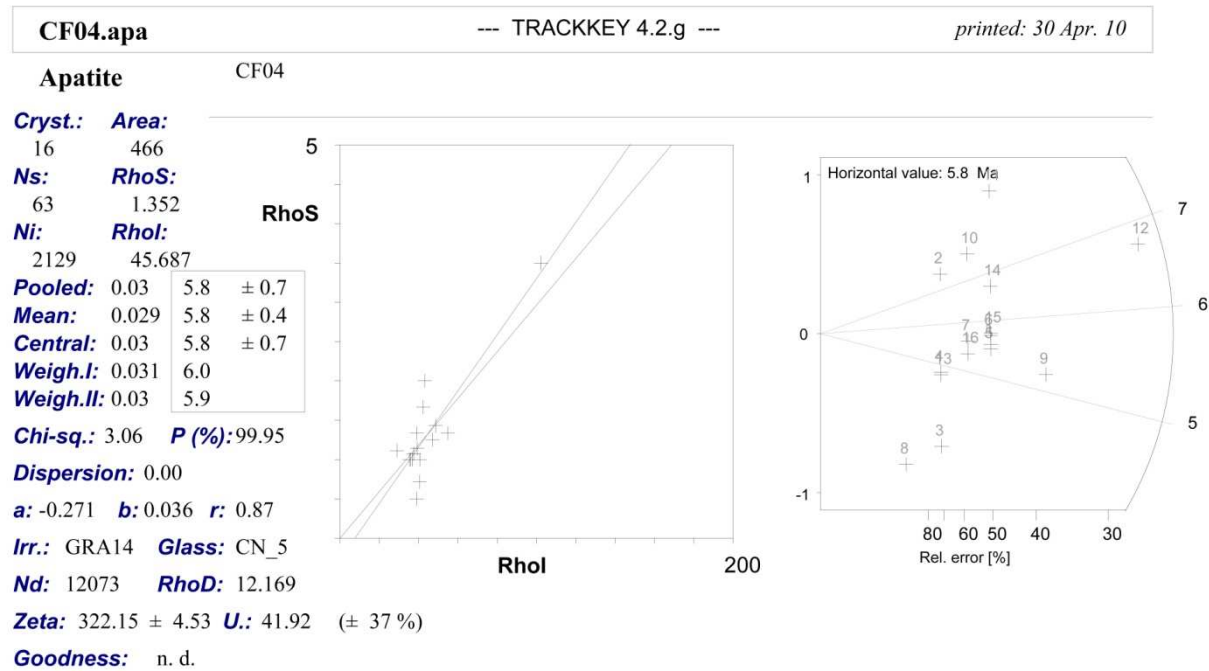 CF04.apa --- TRACKKEY 4.2.g --- printed: 30 Apr. 10
Apatite CF04
Cryst.: Area:
16 466
Ns: RhoS:
63 1.352
Ni: RhoI:
2129 45.687
Pooled: 0.03 5.8 ± 0.7
Mean: 0.029 5.8 ± 0.4
Central: 0.03 5.8 ± 0.7
Weigh.I: 0.031 6.0
Weigh.II: 0.03 5.9
Chi-sq.: 3.06 P (%): 99.95
Dispersion: 0.00
a: -0.271 b: 0.036 r: 0.87
Irr.: GRA14 Glass: CN_5
Nd: 12073 RhoD: 12.169
Zeta: 322.15 ± 4.53 U.: 41.92 (± 37 %)
Goodness: n. d.
5
RhoS
RhoI
200
Horizontal value: 5.8 Ma
1
0
-1
7
6
5
12
10
2
14
15
7
16
4
13
9
3
8
80 60 50 40 30
Rel. error [%]